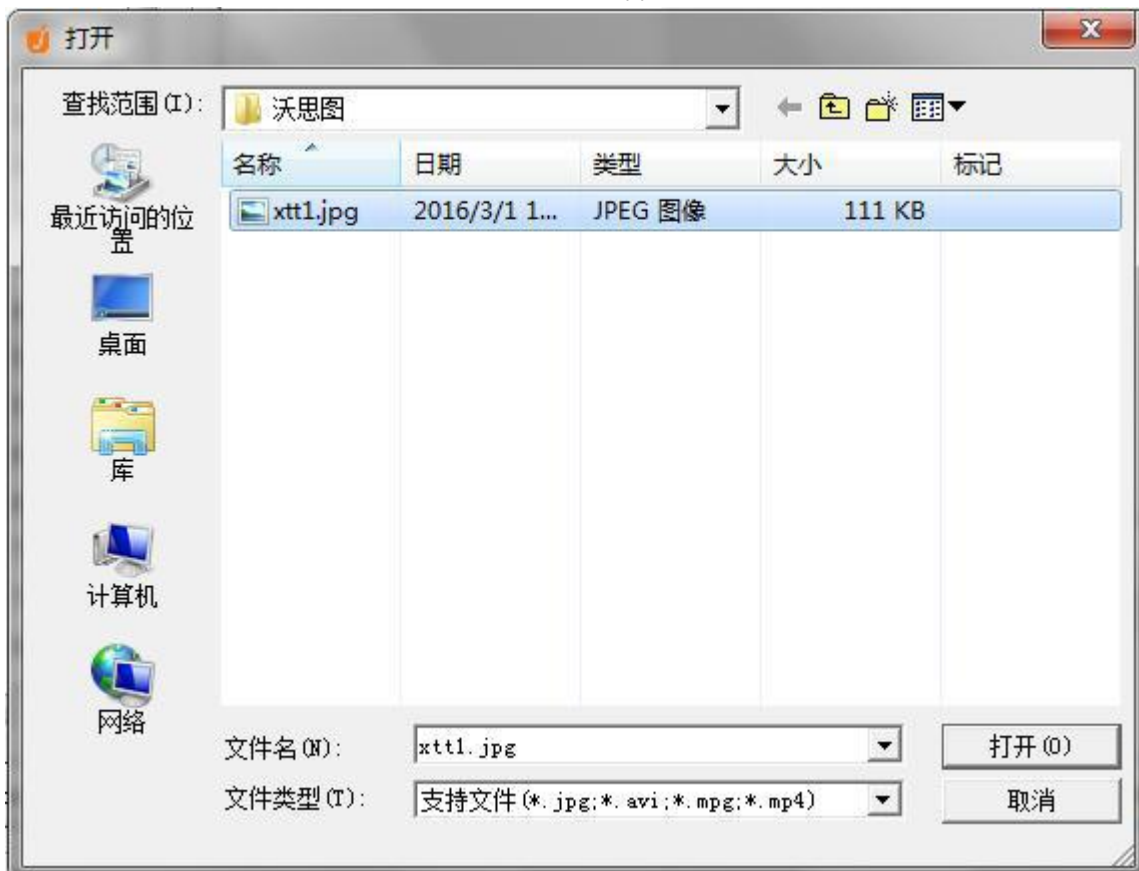 打开
查找范围(I):
沃思图
名称 日期 类型 大小 标记
xtt1.jpg 2016/3/1 1... JPEG 图像 111 KB
最近访问的位
置
桌面
库
计算机
网络
文件名(N): xtt1.jpg 打开(O)
文件类型(T): 支持文件(*.jpg;*.avi;*.mpg;*.mp4) 取消